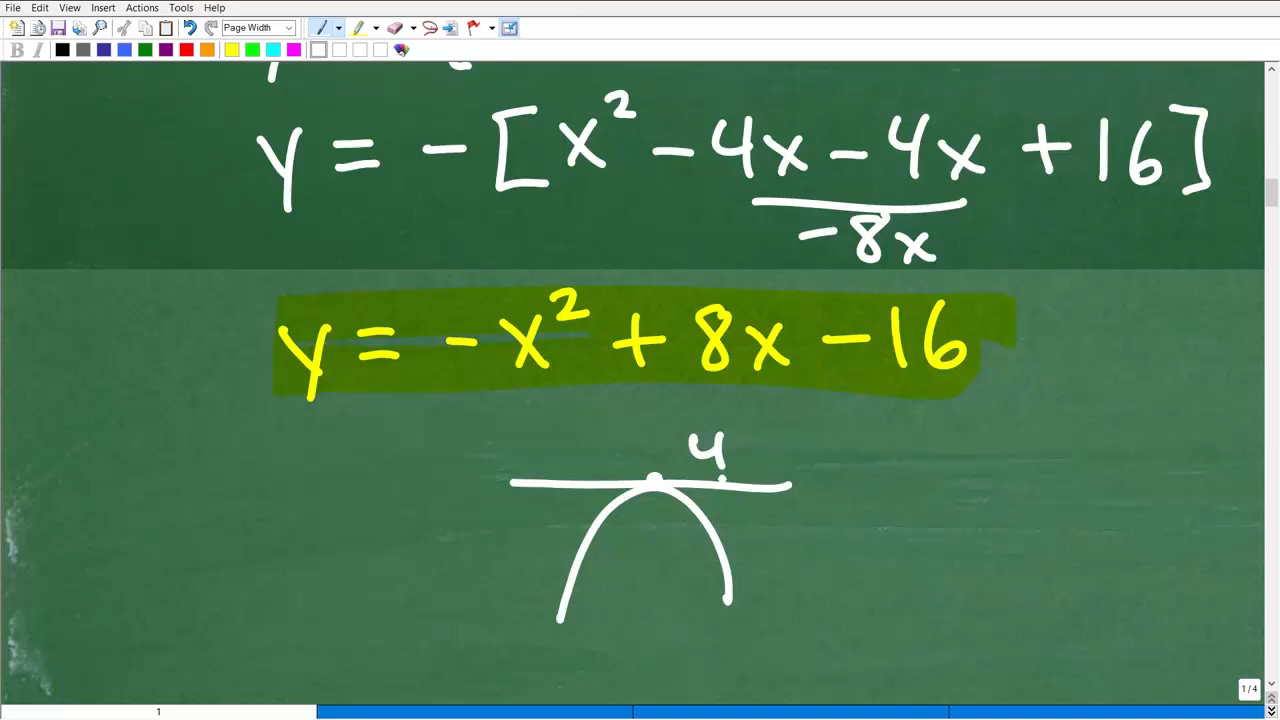 File Edit View Insert Actions Tools Help
Page Width
B I
y = - [x² - 4x - 4x + 16]
-8x
y = -x² + 8x - 16
4
1/4
1